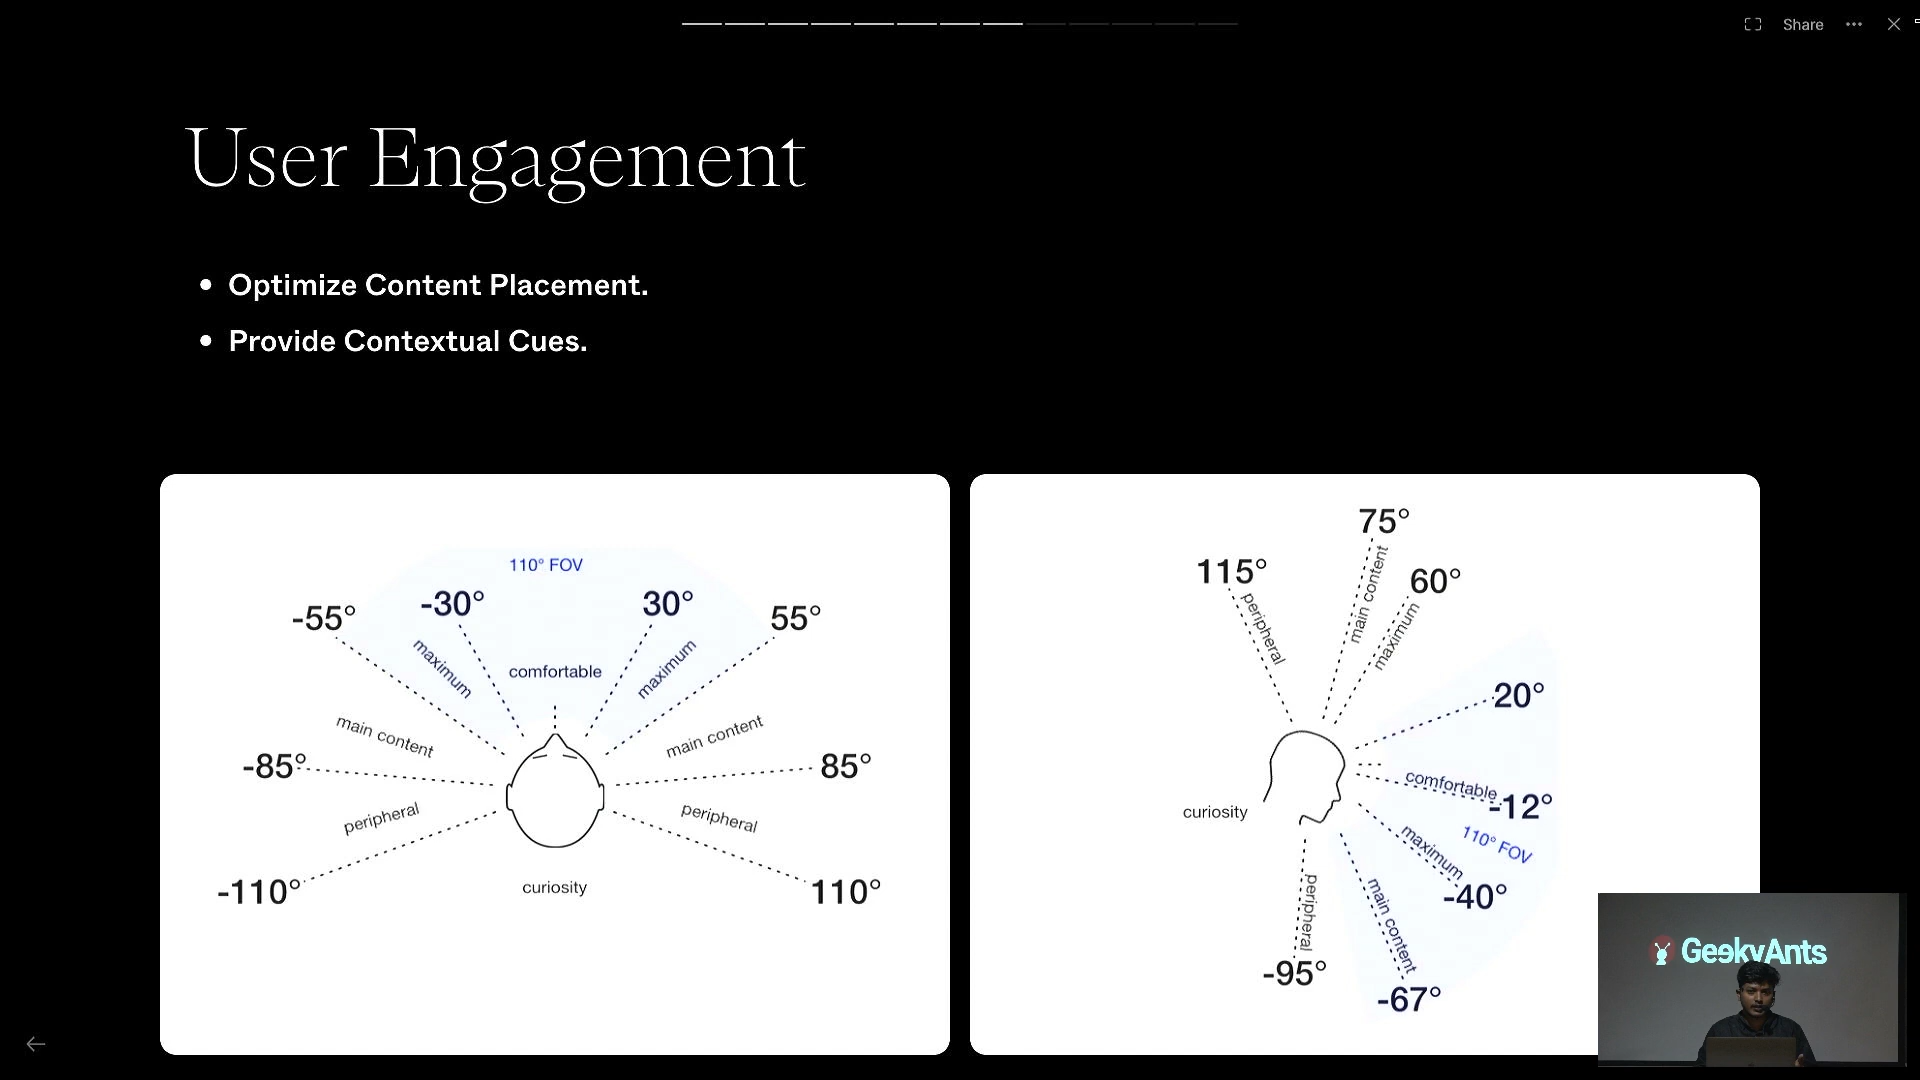 Share
User Engagement
Optimize Content Placement.
Provide Contextual Cues.
110° FOV
-55°
-30°
30°
55°
maximum
comfortable
maximum
main content
main content
-85°
85°
peripheral
peripheral
-110°
110°
curiosity
75°
115°
60°
main content
peripheral
maximum
20°
comfortable
-12°
curiosity
110° FOV
maximum
-40°
main content
peripheral
-95°
-67°
GeekyAnts